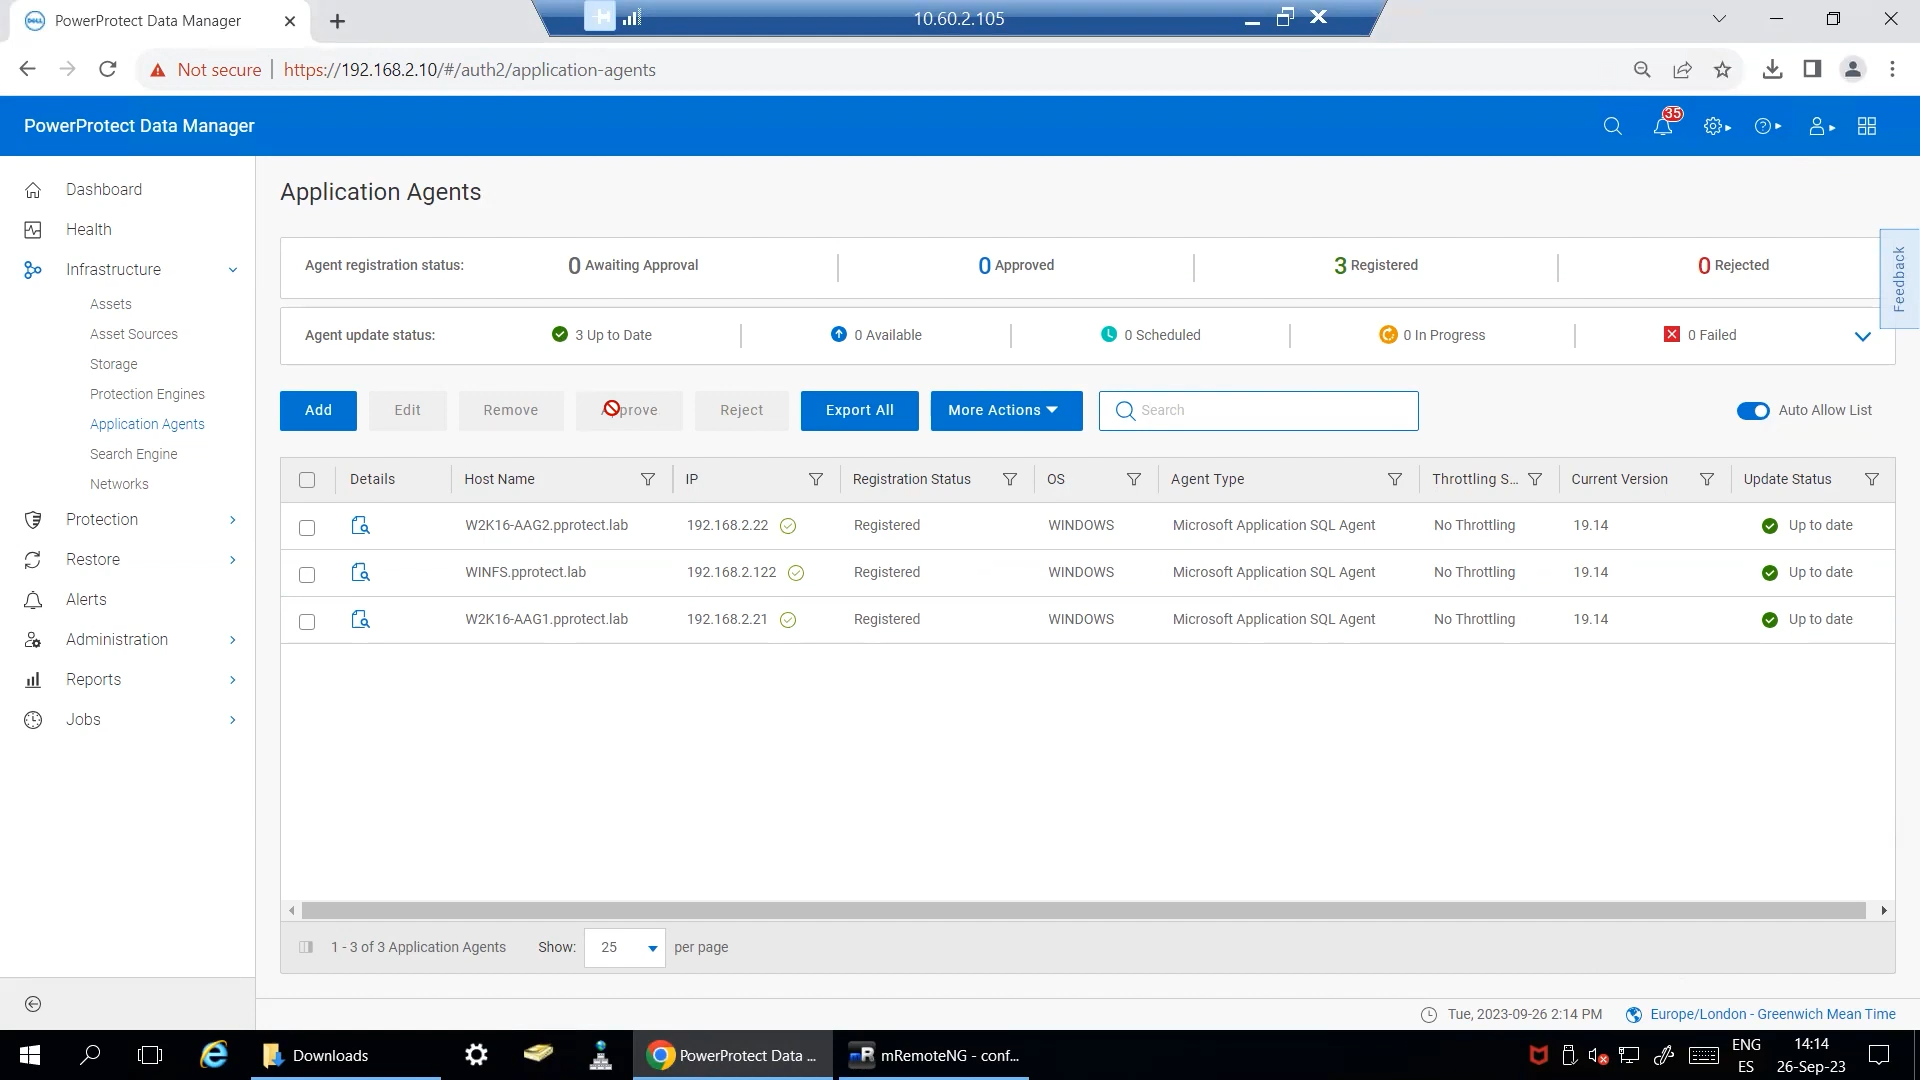 PowerProtect Data Manager
10.60.2.105
Not secure
https://192.168.2.10/#/auth2/application-agents
PowerProtect Data Manager
35
Dashboard
Health
Infrastructure
Assets
Asset Sources
Storage
Protection Engines
Application Agents
Search Engine
Networks
Protection
Restore
Alerts
Administration
Reports
Jobs
Application Agents
Feedback
Agent registration status: 0 Awaiting Approval 0 Approved 3 Registered 0 Rejected
Agent update status: 3 Up to Date 0 Available 0 Scheduled 0 In Progress 0 Failed
Add Edit Remove Approve Reject Export All More Actions Search Auto Allow List
Details Host Name IP Registration Status OS Agent Type Throttling S... Current Version Update Status
W2K16-AAG2.pprotect.lab 192.168.2.22 Registered WINDOWS Microsoft Application SQL Agent No Throttling 19.14 Up to date
WINFS.pprotect.lab 192.168.2.122 Registered WINDOWS Microsoft Application SQL Agent No Throttling 19.14 Up to date
W2K16-AAG1.pprotect.lab 192.168.2.21 Registered WINDOWS Microsoft Application SQL Agent No Throttling 19.14 Up to date
1 - 3 of 3 Application Agents Show: 25 per page
Tue, 2023-09-26 2:14 PM Europe/London - Greenwich Mean Time
Downloads
PowerProtect Data ...
mRemoteNG - conf...
ENG
ES
14:14
26-Sep-23